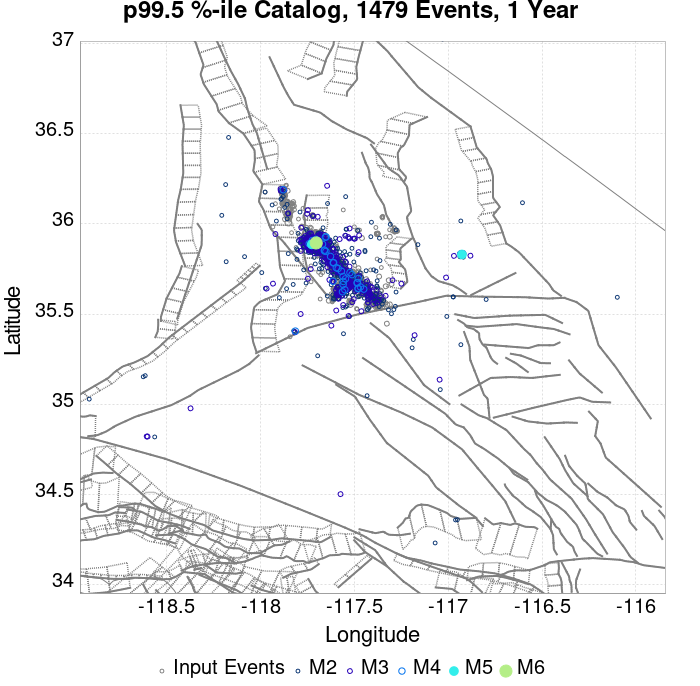 p99.5 %-ile Catalog, 1479 Events, 1 Year
37
36.5
36
35.5
35
34.5
34
Latitude
-118.5
-118
-117.5
-117
-116.5
-116
Longitude
Input Events
M2
M3
M4
M5
M6